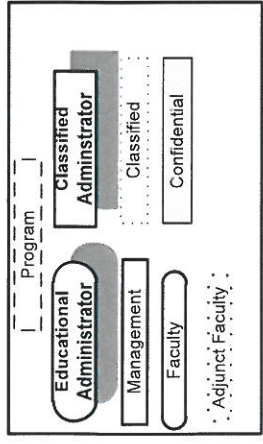 Program
Educational
Administrator
Classified
Adminstrator
Management
Classified
Faculty
Confidential
Adjunct Faculty